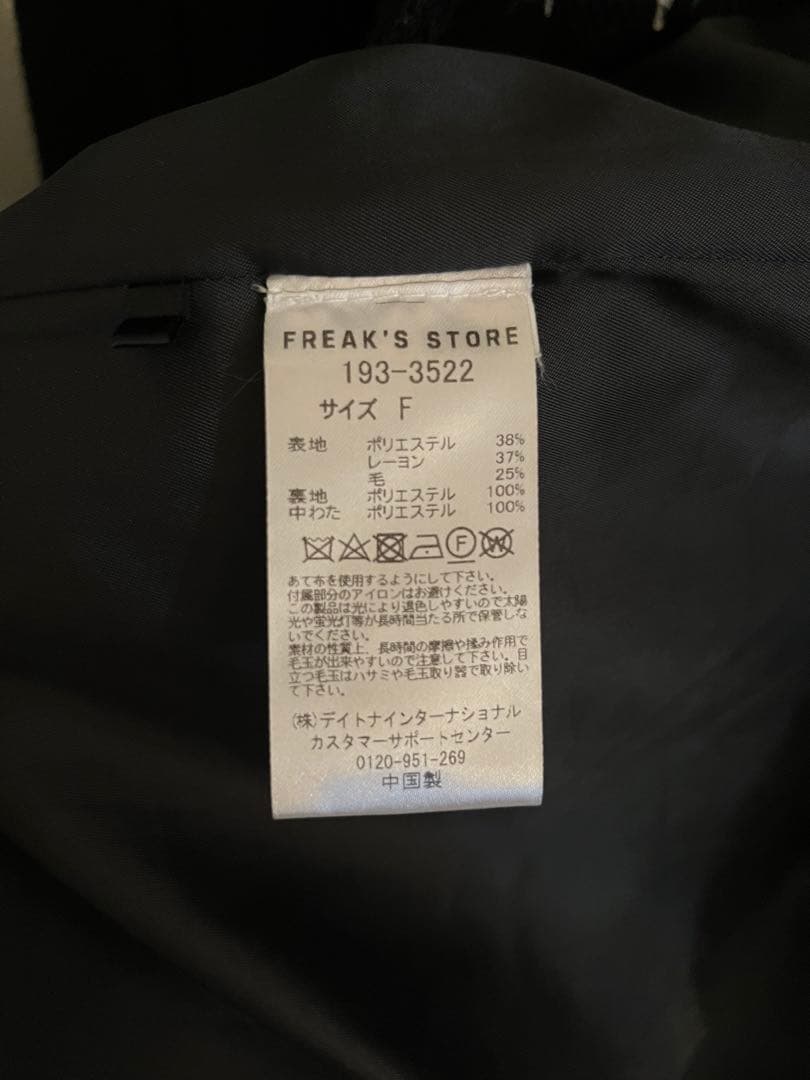 FREAK'S STORE
193-3522
サイズ F
表地 ポリエステル 38%
レーヨン 37%
毛 25%
裏地 ポリエステル 100%
中わた ポリエステル 100%
F W
あて布を使用するようにして下さい。
付属部分のアイロンはお避けください。
この製品は光により退色しやすいので太陽
光や蛍光灯等が長時間当たる所で保管しな
いでください。
素材の性質上、長時間の摩擦や揉み作用で
毛玉が出来やすいので注意して下さい。目
立つ毛玉はハサミや毛玉取り器で取り除い
て下さい。
(株)デイトナインターナショナル
カスタマーサポートセンター
0120-951-269
中国製